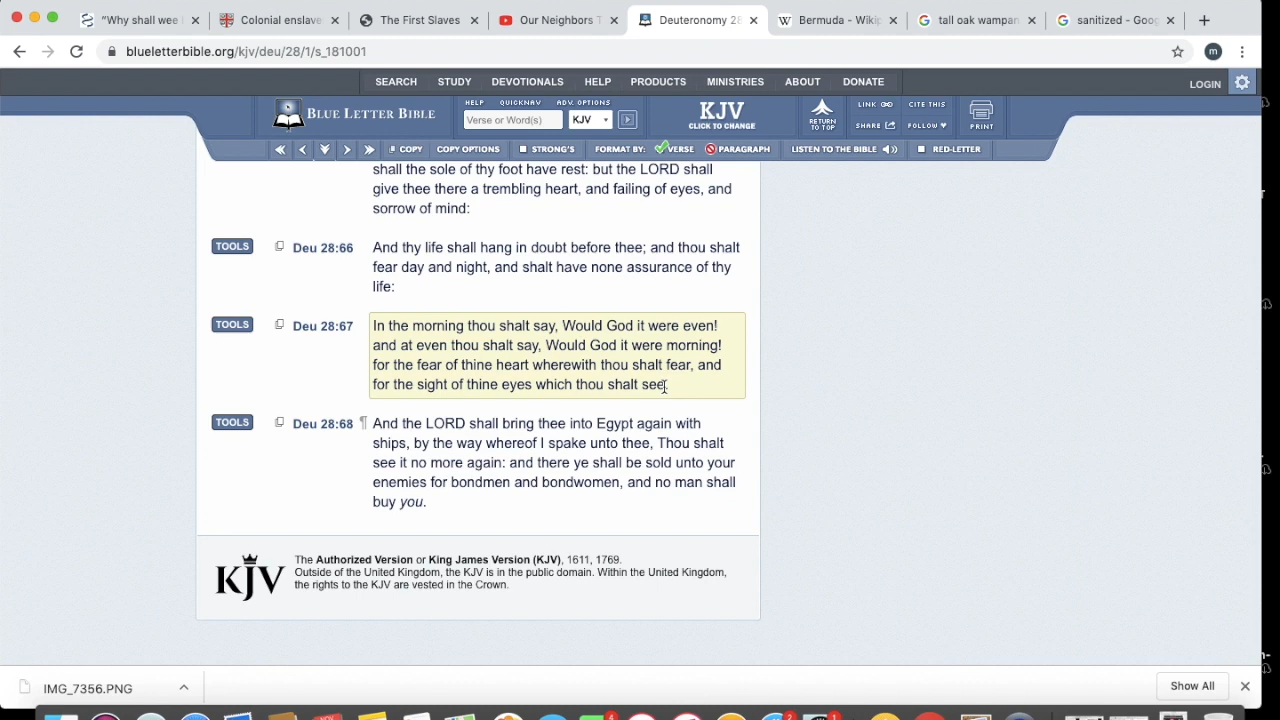 "Why shall wee
Colonial enslave
The First Slaves
Our Neighbors T
Deuteronomy 28
Bermuda - Wikip
tall oak wampan
sanitized - Goog
blueletterbible.org/kjv/deu/28/1/s_181001
m
SEARCH STUDY DEVOTIONALS HELP PRODUCTS MINISTRIES ABOUT DONATE
LOGIN
BLUE LETTER BIBLE
HELP QUICKNAV ADV. OPTIONS
Verse or Word(s) KJV
KJV
CLICK TO CHANGE
RETURN
TO TOP
LINK CITE THIS
SHARE FOLLOW
PRINT
COPY COPY OPTIONS STRONG'S FORMAT BY: VERSE PARAGRAPH LISTEN TO THE BIBLE RED-LETTER
shall the sole of thy foot have rest: but the LORD shall
give thee there a trembling heart, and failing of eyes, and
sorrow of mind:
TOOLS Deu 28:66 And thy life shall hang in doubt before thee; and thou shalt
fear day and night, and shalt have none assurance of thy
life:
TOOLS Deu 28:67 In the morning thou shalt say, Would God it were even!
and at even thou shalt say, Would God it were morning!
for the fear of thine heart wherewith thou shalt fear, and
for the sight of thine eyes which thou shalt see.
TOOLS Deu 28:68 ¶ And the LORD shall bring thee into Egypt again with
ships, by the way whereof I spake unto thee, Thou shalt
see it no more again: and there ye shall be sold unto your
enemies for bondmen and bondwomen, and no man shall
buy you.
KJV
The Authorized Version or King James Version (KJV), 1611, 1769.
Outside of the United Kingdom, the KJV is in the public domain. Within the United Kingdom,
the rights to the KJV are vested in the Crown.
IMG_7356.PNG
Show All